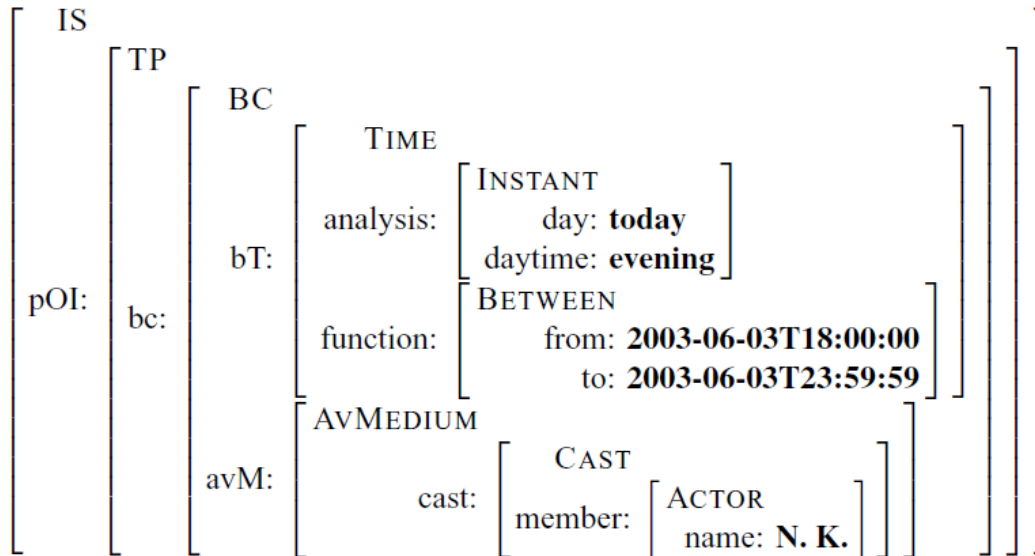 IS
TP
BC
TIME
INSTANT
analysis: day: today
bT: daytime: evening
pOI: bc: BETWEEN
function: from: 2003-06-03T18:00:00
to: 2003-06-03T23:59:59
AVMEDIUM
CAST
avM: cast: ACTOR
member: name: N. K.